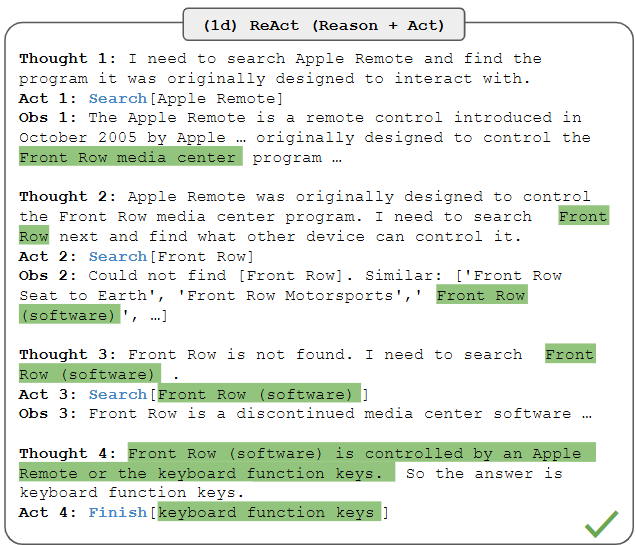 (1d) ReAct (Reason + Act)
Thought 1: I need to search Apple Remote and find the
program it was originally designed to interact with.
Act 1: Search[Apple Remote]
Obs 1: The Apple Remote is a remote control introduced in
October 2005 by Apple … originally designed to control the
Front Row media center program …
Thought 2: Apple Remote was originally designed to control
the Front Row media center program. I need to search Front
Row next and find what other device can control it.
Act 2: Search[Front Row]
Obs 2: Could not find [Front Row]. Similar: ['Front Row
Seat to Earth', 'Front Row Motorsports',' Front Row
(software)', …]
Thought 3: Front Row is not found. I need to search Front
Row (software) .
Act 3: Search[Front Row (software) ]
Obs 3: Front Row is a discontinued media center software …
Thought 4: Front Row (software) is controlled by an Apple
Remote or the keyboard function keys. So the answer is
keyboard function keys.
Act 4: Finish[keyboard function keys ]